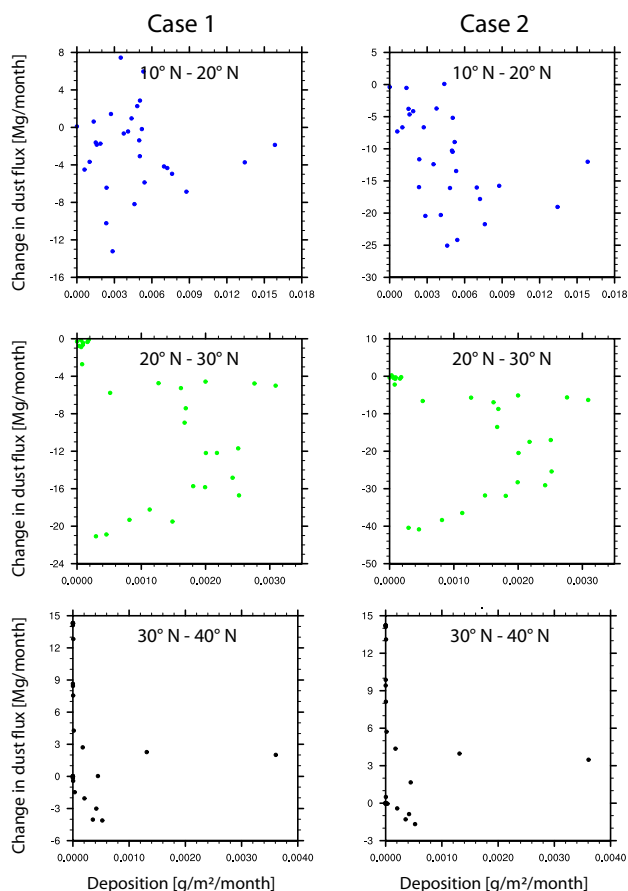 Case 1 Case 2
8
4
0
-4
-8
-12
-16
10° N - 20° N
0.000 0.003 0.006 0.009 0.012 0.015 0.018
Change in dust flux [Mg/month]
5
0
-5
-10
-15
-20
-25
-30
10° N - 20° N
0.000 0.003 0.006 0.009 0.012 0.015 0.018
0
-4
-8
-12
-16
-20
-24
20° N - 30° N
0.0000 0.0010 0.0020 0.0030
Change in dust flux [Mg/month]
10
0
-10
-20
-30
-40
-50
20° N - 30° N
0.0000 0.0010 0.0020 0.0030
15
12
9
6
3
0
-3
-6
30° N - 40° N
0.0000 0.0010 0.0020 0.0030 0.0040
Change in dust flux [Mg/month]
Deposition [g/m²/month]
15
12
9
6
3
0
-3
30° N - 40° N
0.0000 0.0010 0.0020 0.0030 0.0040
Deposition [g/m²/month]